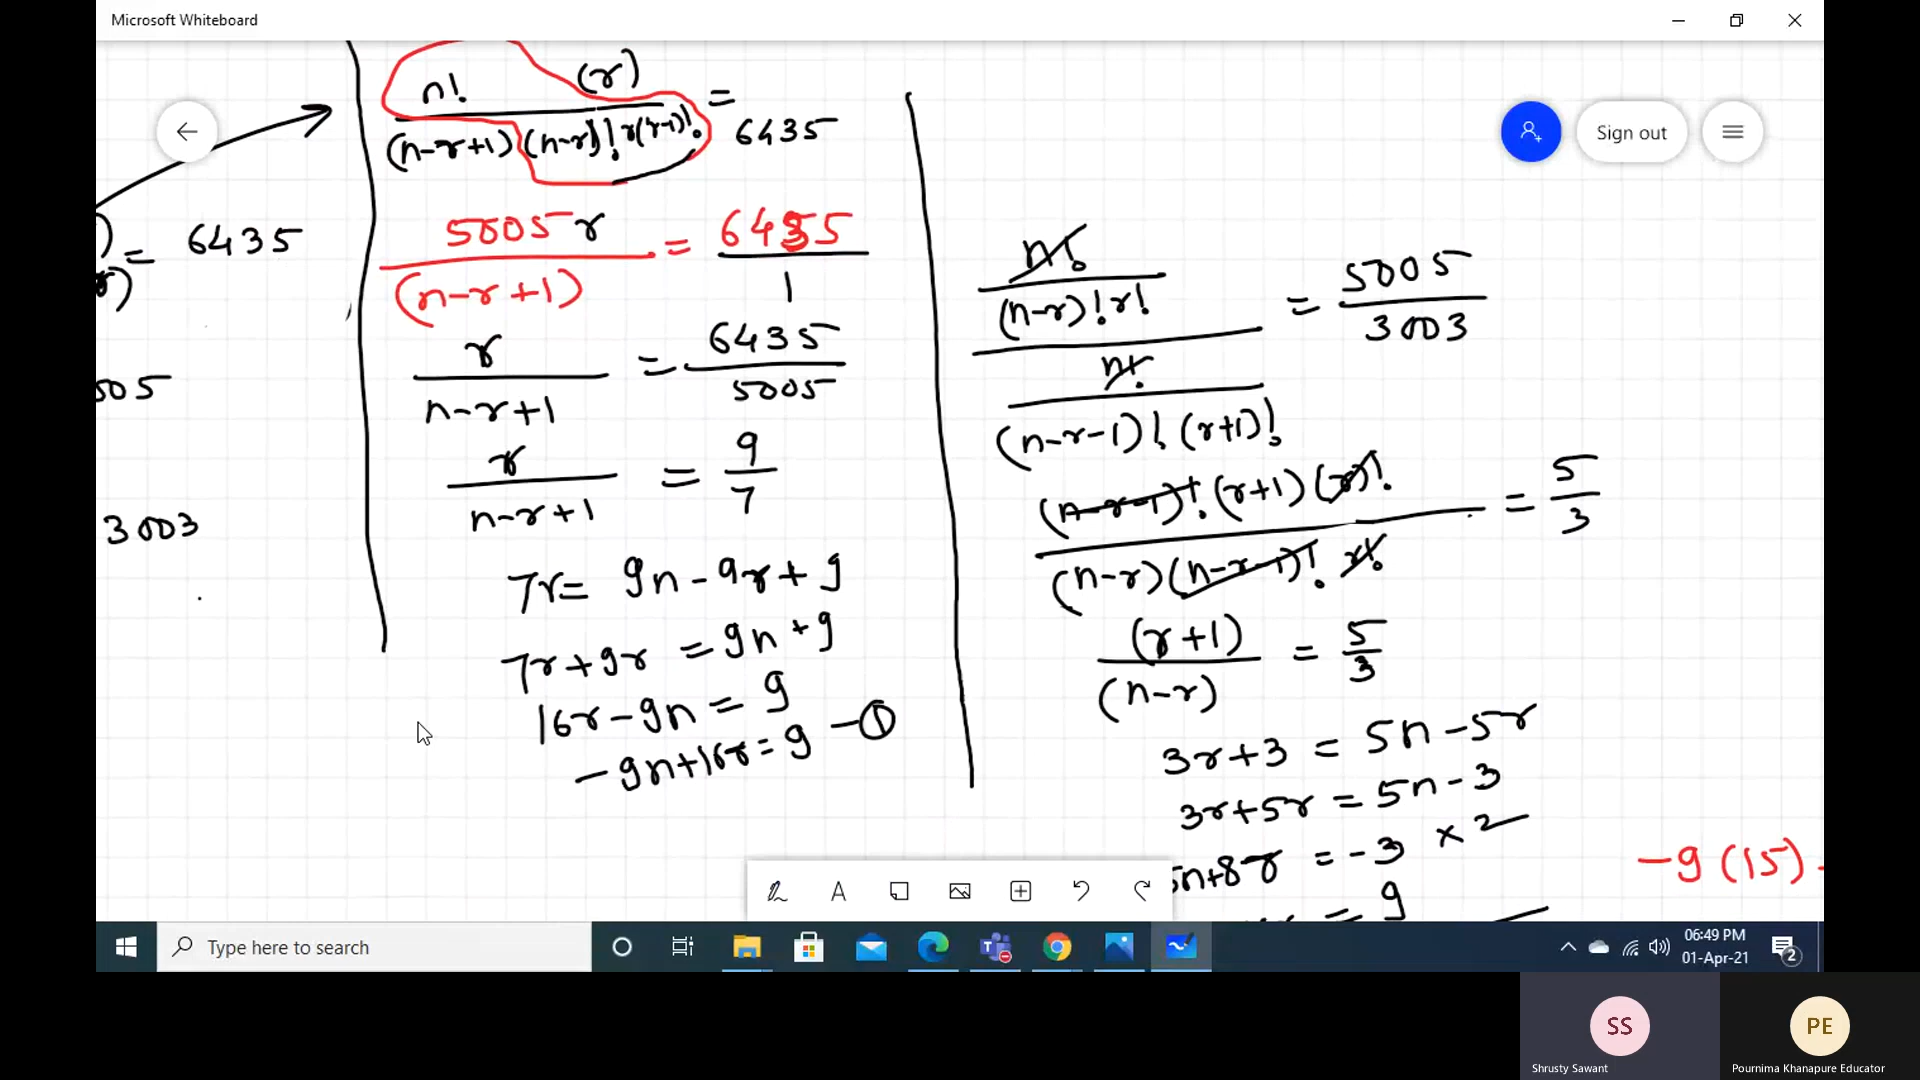 Microsoft Whiteboard
= 6435
3003
n! (r)
(n-r+1) (n-r)! r(r-1)! = 6435
5005r / (n-r+1) = 6435 / 1
r / n-r+1 = 6435 / 5005
r / n-r+1 = 9 / 7
7r = 9n - 9r + 9
7r + 9r = 9n + 9
16r - 9n = 9
-9n + 16r = 9 - ①
n! / (n-r)! r! = 5005 / 3003
n! / (n-r-1)! (r+1)!
(n-r-1)! (r+1) (r)! / (n-r) (n-r-1)! r! = 5 / 3
(r+1) / (n-r) = 5 / 3
3r + 3 = 5n - 5r
3r + 5r = 5n - 3
5n + 8r = -3 × 2
= 9
-9 (15)
Sign out
Type here to search
06:49 PM
01-Apr-21
2
SS
Shrusty Sawant
PE
Pournima Khanapure Educator